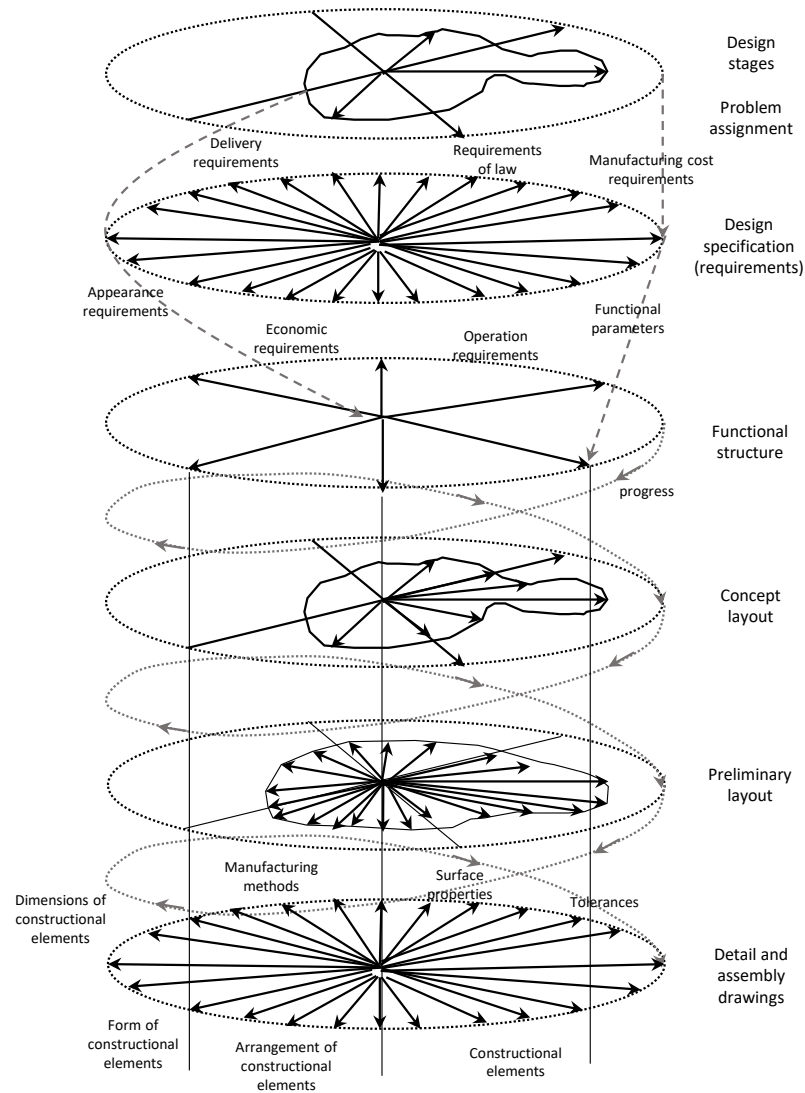 Design
stages
Problem
assignment
Delivery
requirements
Requirements
of law
Manufacturing cost
requirements
Design
specification
(requirements)
Appearance
requirements
Economic
requirements
Operation
requirements
Functional
parameters
Functional
structure
progress
Concept
layout
Preliminary
layout
Manufacturing
methods
Surface
properties
Tolerances
Dimensions of
constructional
elements
Detail and
assembly
drawings
Form of
constructional
elements
Arrangement of
constructional
elements
Constructional
elements